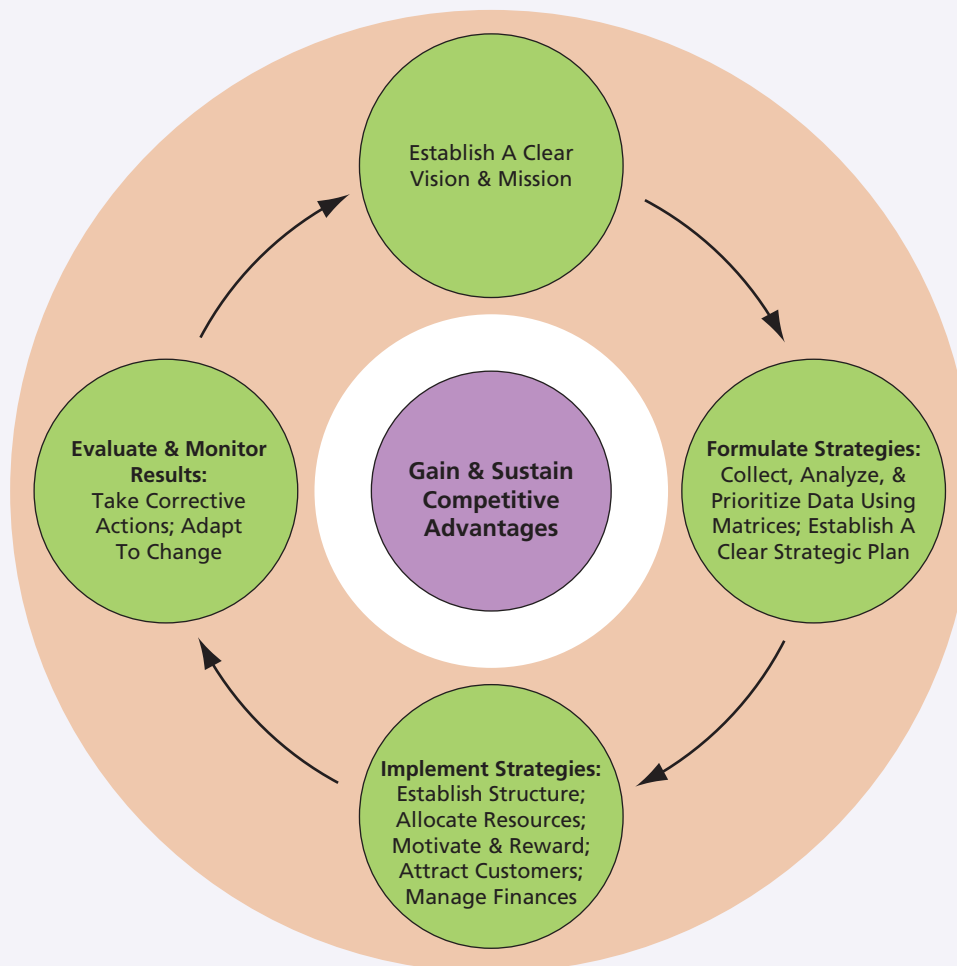 Establish A Clear
Vision & Mission
Evaluate & Monitor
Results:
Take Corrective
Actions; Adapt
To Change
Gain & Sustain
Competitive
Advantages
Formulate Strategies:
Collect, Analyze, &
Prioritize Data Using
Matrices; Establish A
Clear Strategic Plan
Implement Strategies:
Establish Structure;
Allocate Resources;
Motivate & Reward;
Attract Customers;
Manage Finances